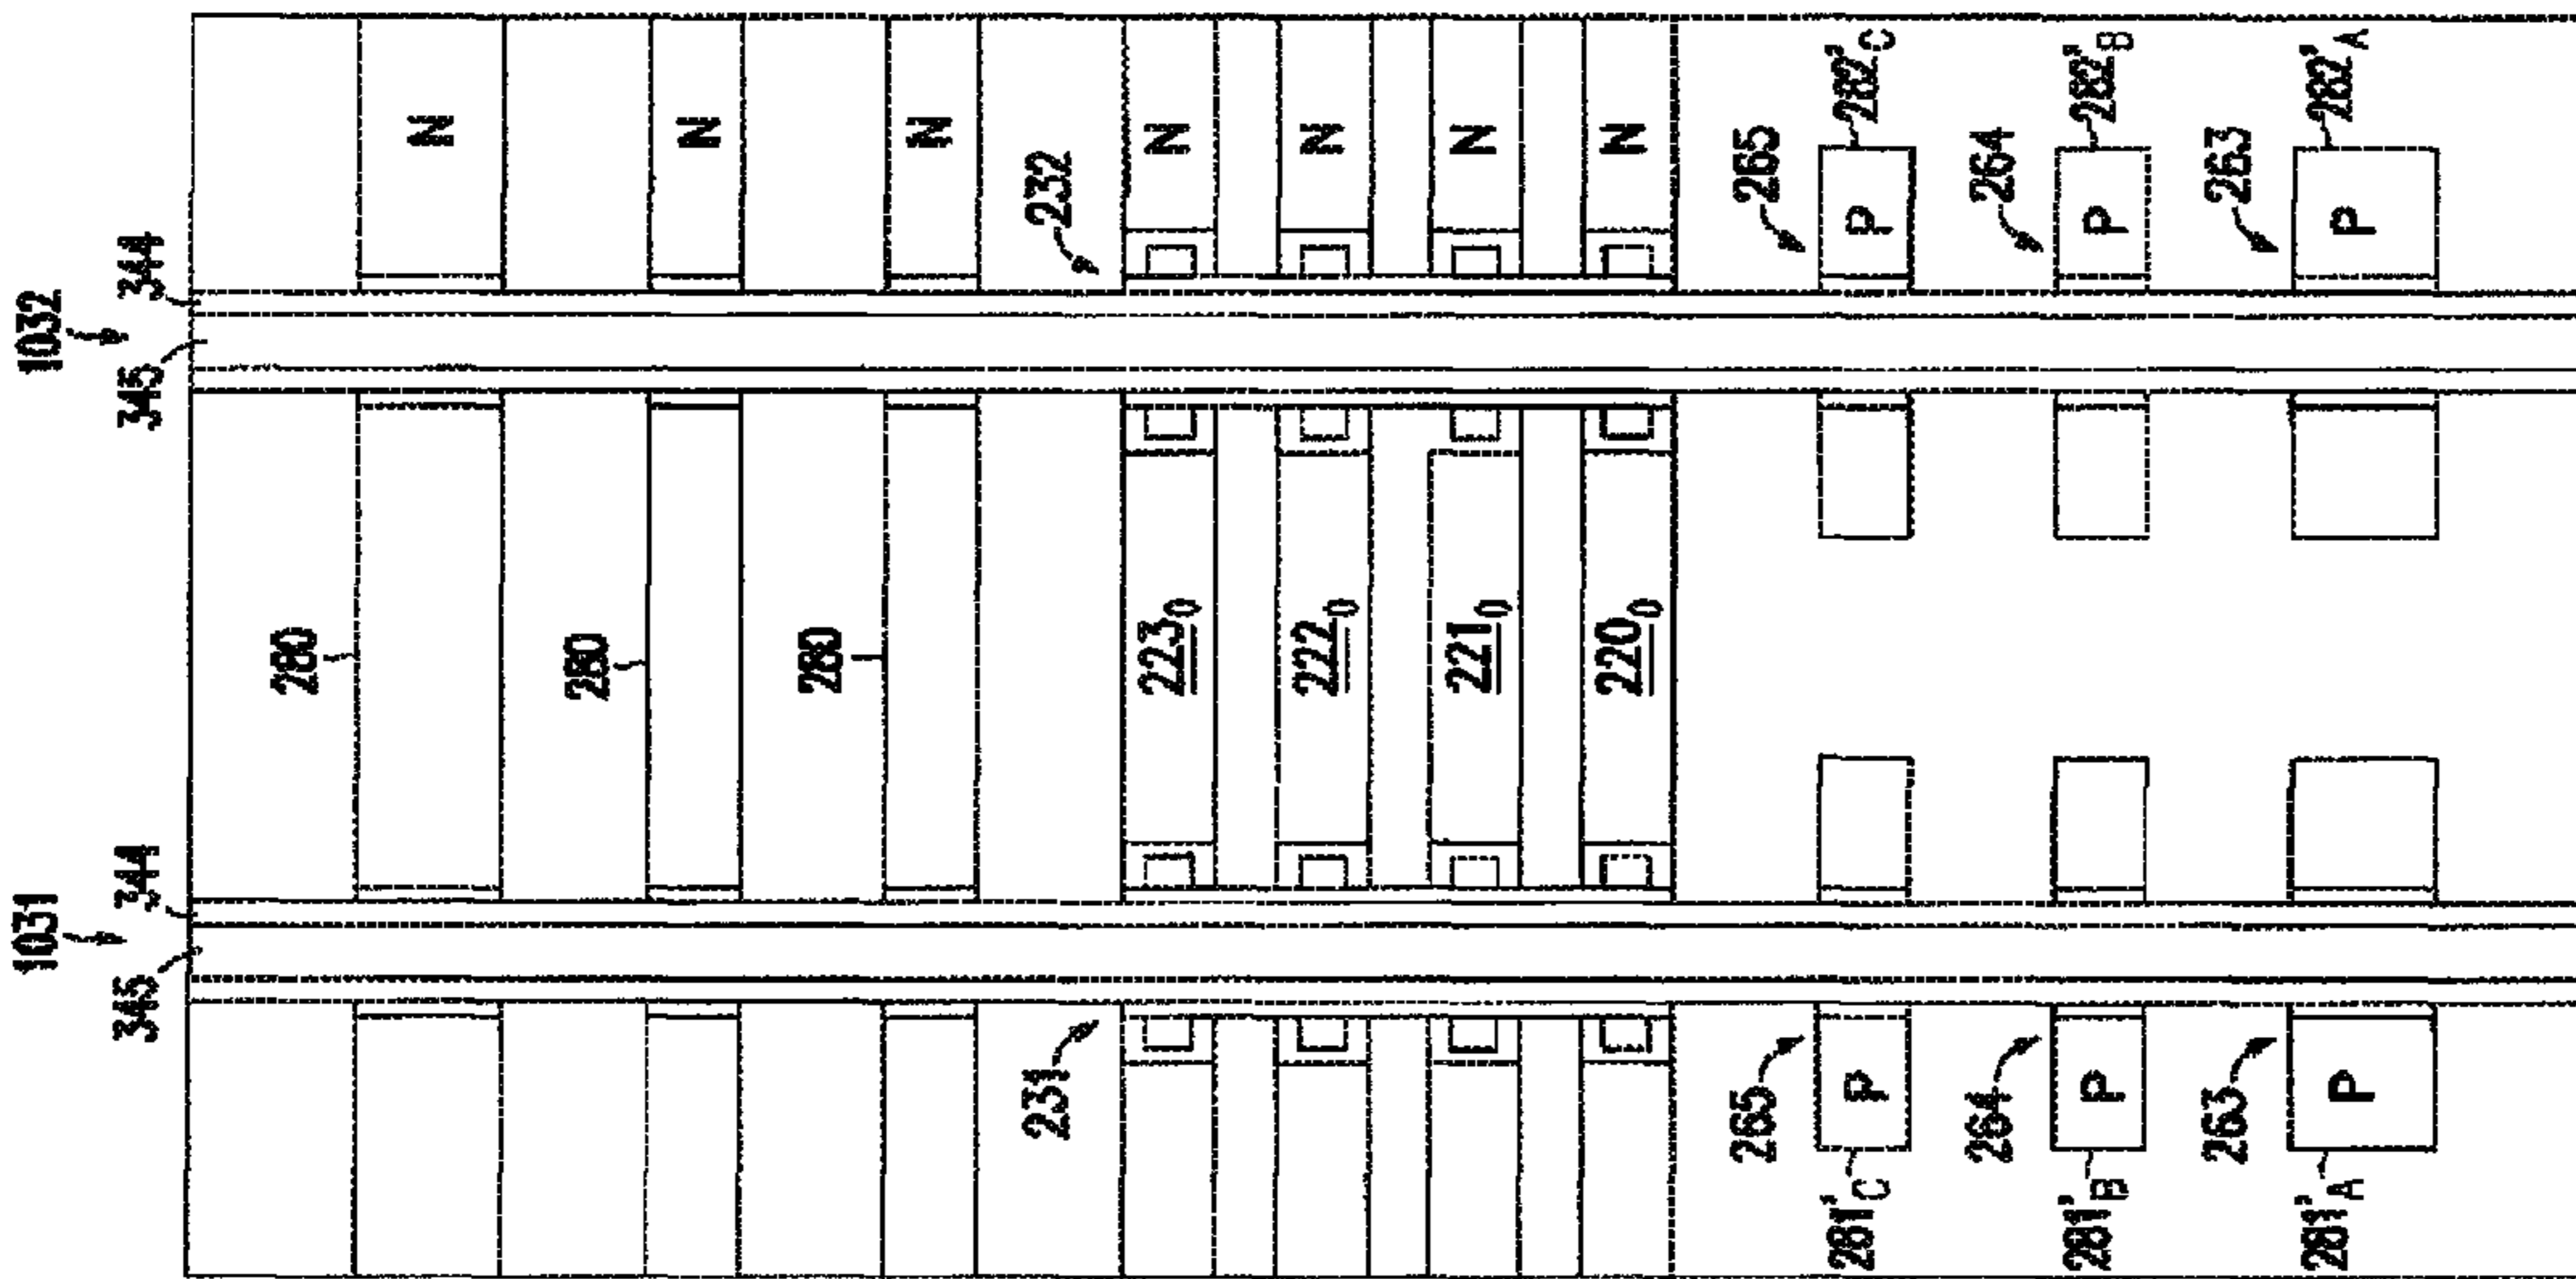 1031 1032
345 344 345 344
280
N
280
N
280
N
231 232
223₀ N
222₀ N
221₀ N
220₀ N
265 265
281'C P P 282'C
264 264
281'B P P 282'B
263 263
281'A P P 282'A